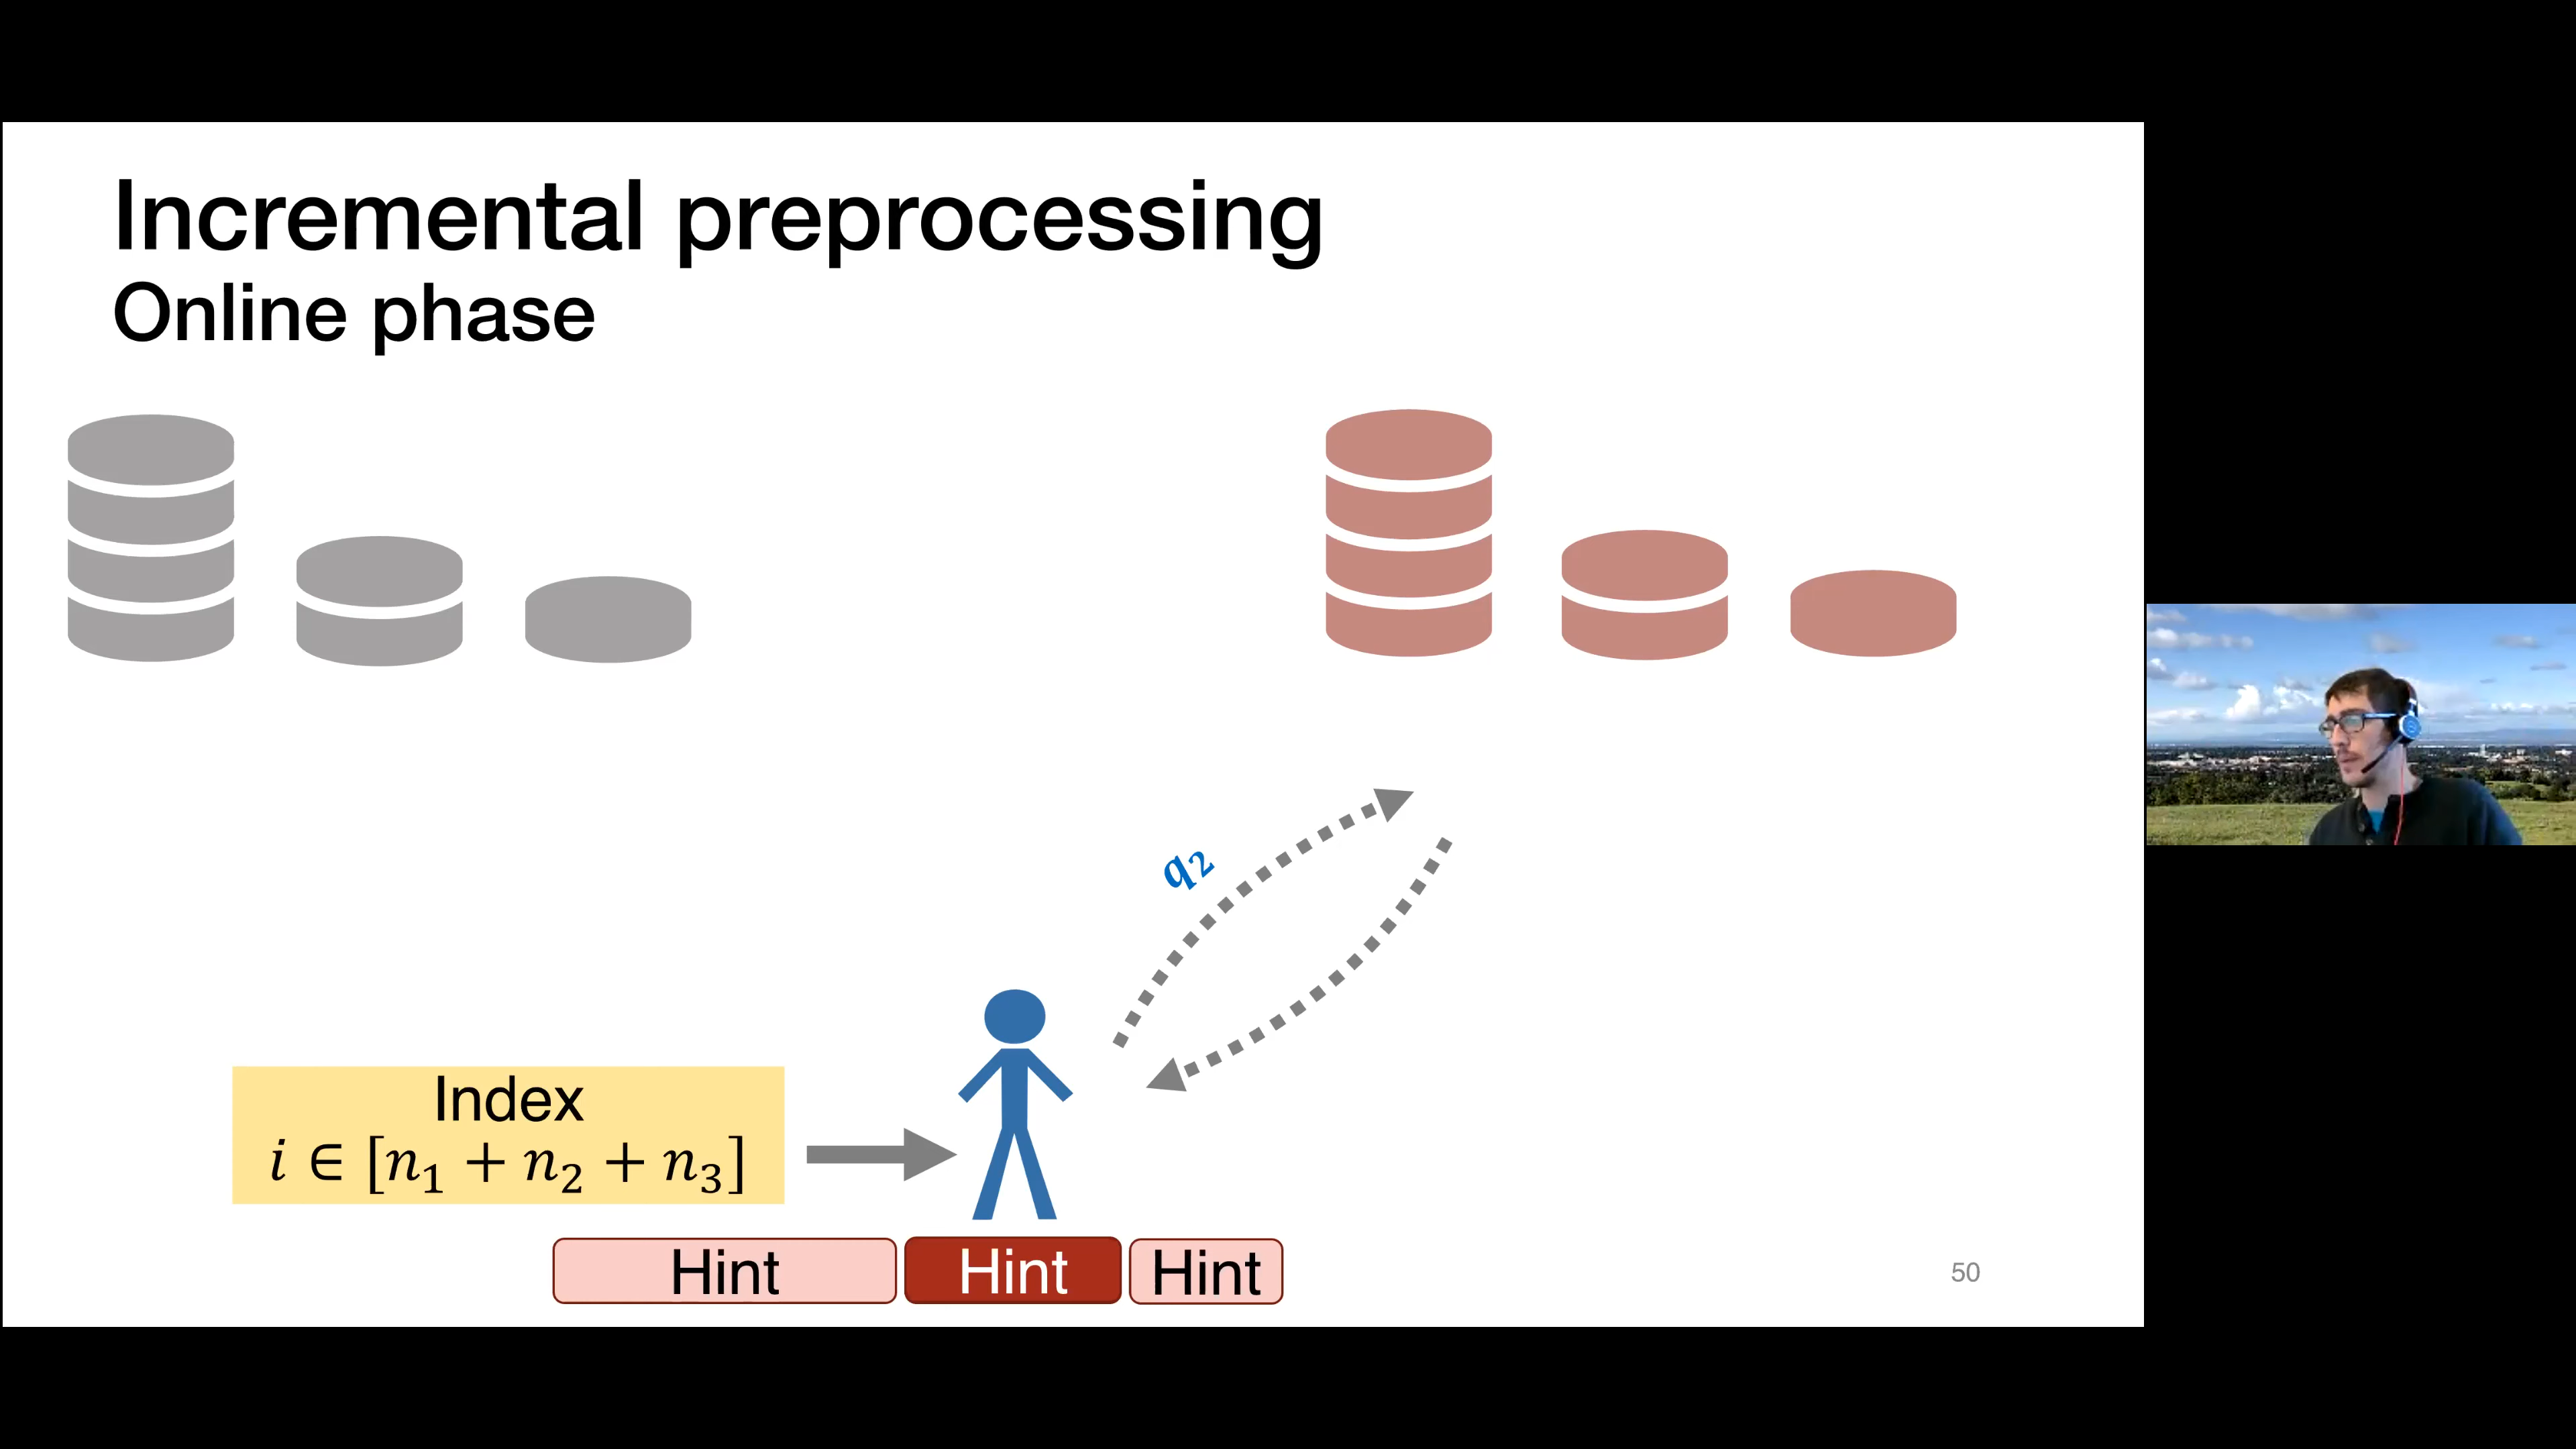 Incremental preprocessing
Online phase
q₂
Index
i ∈ [n₁ + n₂ + n₃]
Hint
Hint
Hint
50